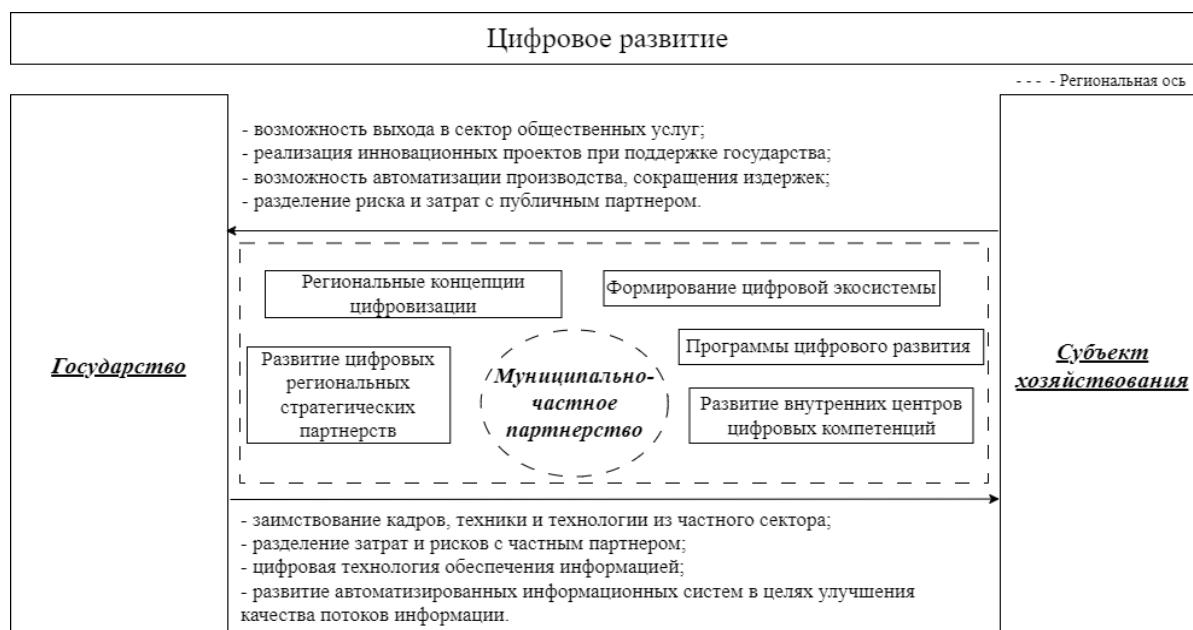 Цифровое развитие
- - - - Региональная ось
- возможность выхода в сектор общественных услуг;
- реализация инновационных проектов при поддержке государства;
- возможность автоматизации производства, сокращения издержек;
- разделение риска и затрат с публичным партнером.
Государство
Региональные концепции
цифровизации
Формирование цифровой экосистемы
Развитие цифровых
региональных
стратегических
партнерств
Муниципально-
частное
партнерство
Программы цифрового развития
Развитие внутренних центров
цифровых компетенций
Субъект
хозяйствования
- заимствование кадров, техники и технологии из частного сектора;
- разделение затрат и рисков с частным партнером;
- цифровая технология обеспечения информацией;
- развитие автоматизированных информационных систем в целях улучшения
качества потоков информации.